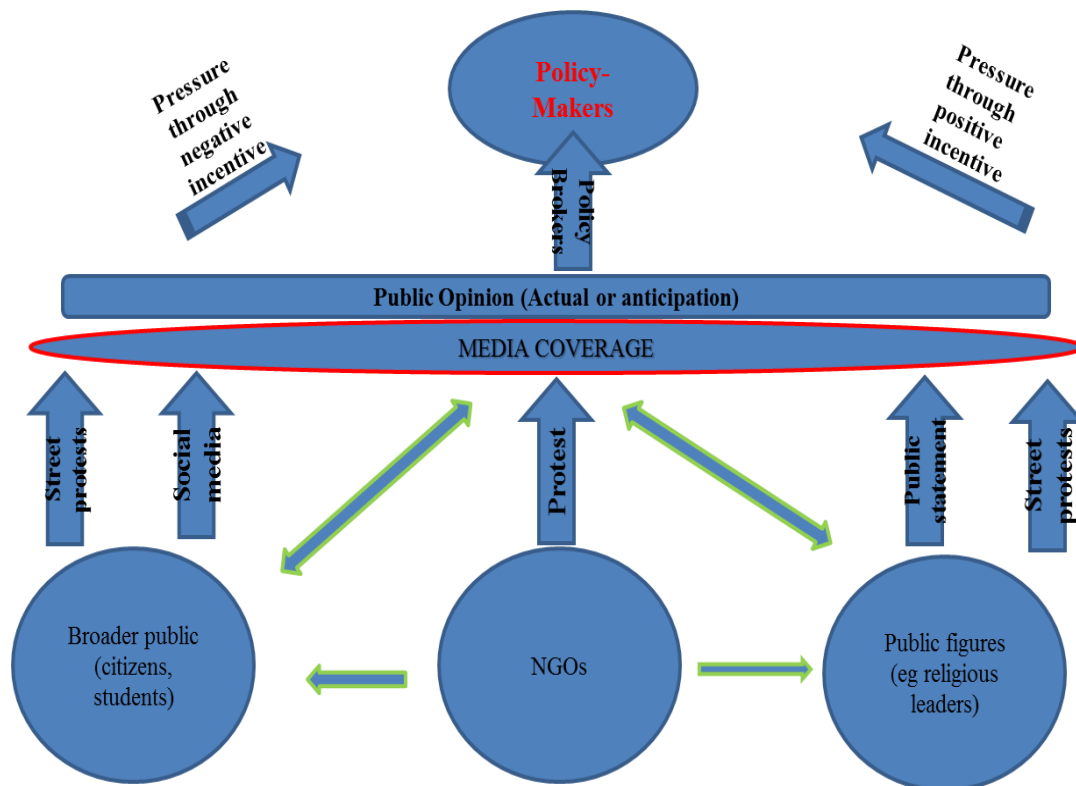 Pressure
through
negative
incentive
Policy-
Makers
Pressure
through
positive
incentive
Policy
Brokers
Public Opinion (Actual or anticipation)
MEDIA COVERAGE
Street
protests
Social
media
Protest
Public
statement
Street
protests
Broader public
(citizens,
students)
NGOs
Public figures
(eg religious
leaders)